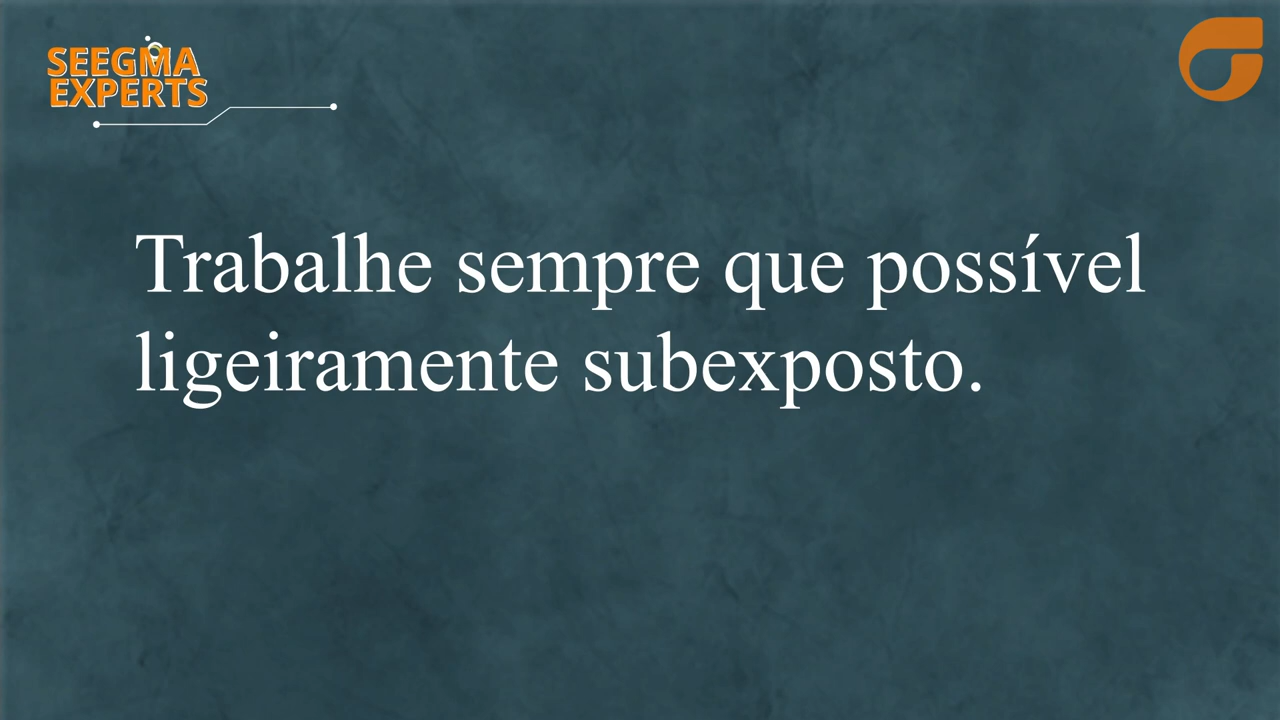 SEEGMA
EXPERTS
Trabalhe sempre que possível
ligeiramente subexposto.